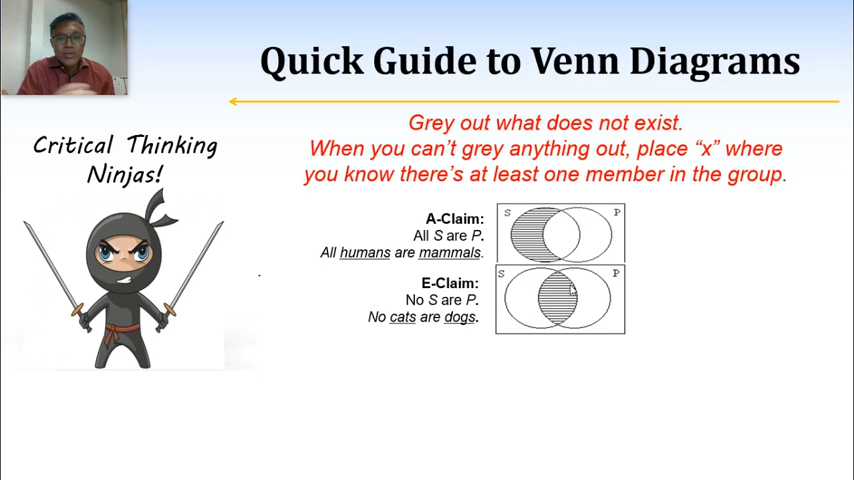 Quick Guide to Venn Diagrams
Critical Thinking
Ninjas!
Grey out what does not exist.
When you can’t grey anything out, place “x” where
you know there’s at least one member in the group.
A-Claim:
All S are P.
All humans are mammals.
S P
E-Claim:
No S are P.
No cats are dogs.
S P